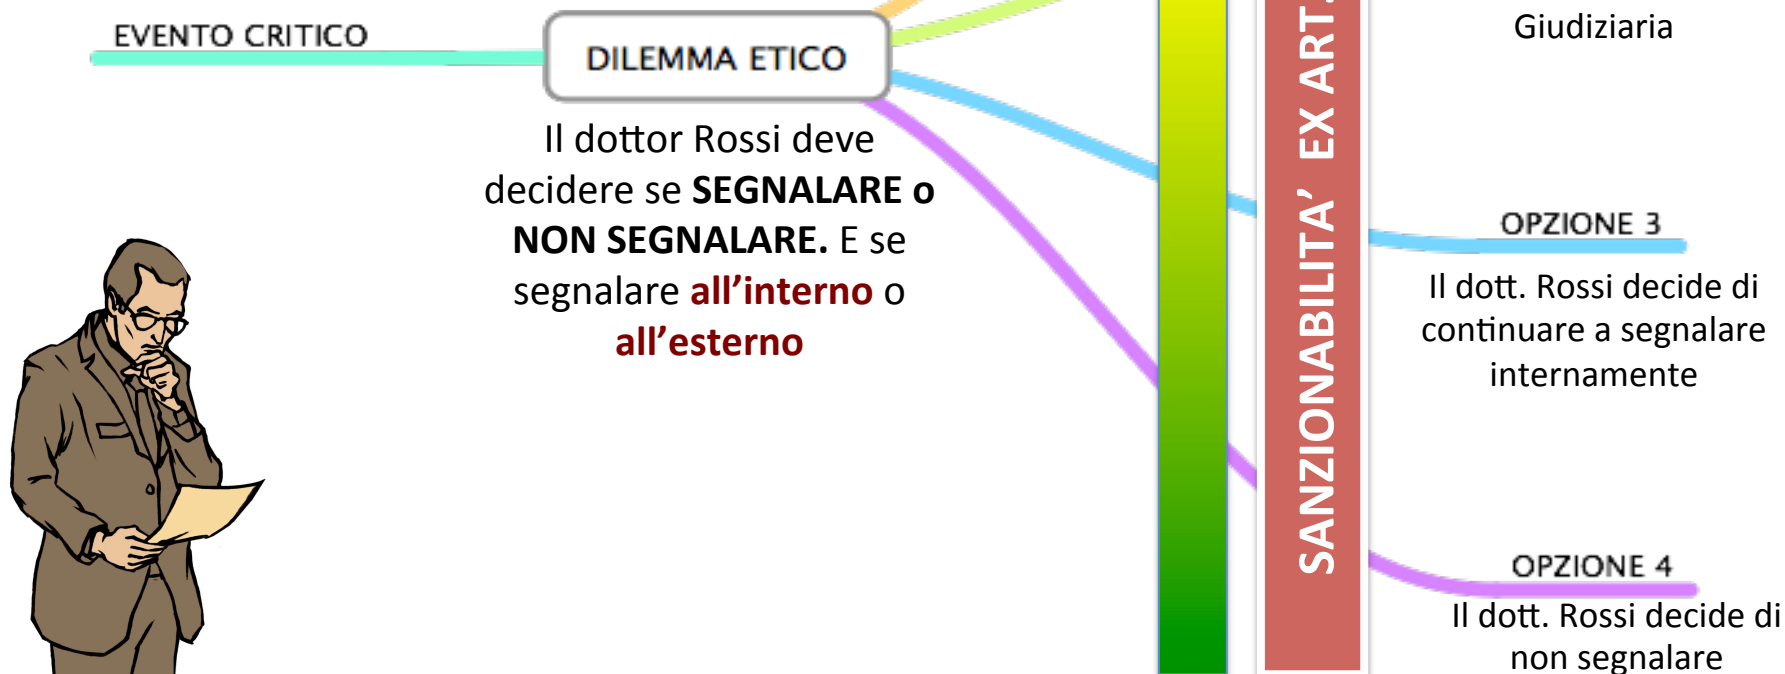 EVENTO CRITICO
DILEMMA ETICO
Il dottor Rossi deve
decidere se SEGNALARE o
NON SEGNALARE. E se
segnalare all’interno o
all’esterno
SANZIONABILITA’ EX ART.
Giudiziaria
OPZIONE 3
Il dott. Rossi decide di
continuare a segnalare
internamente
OPZIONE 4
Il dott. Rossi decide di
non segnalare